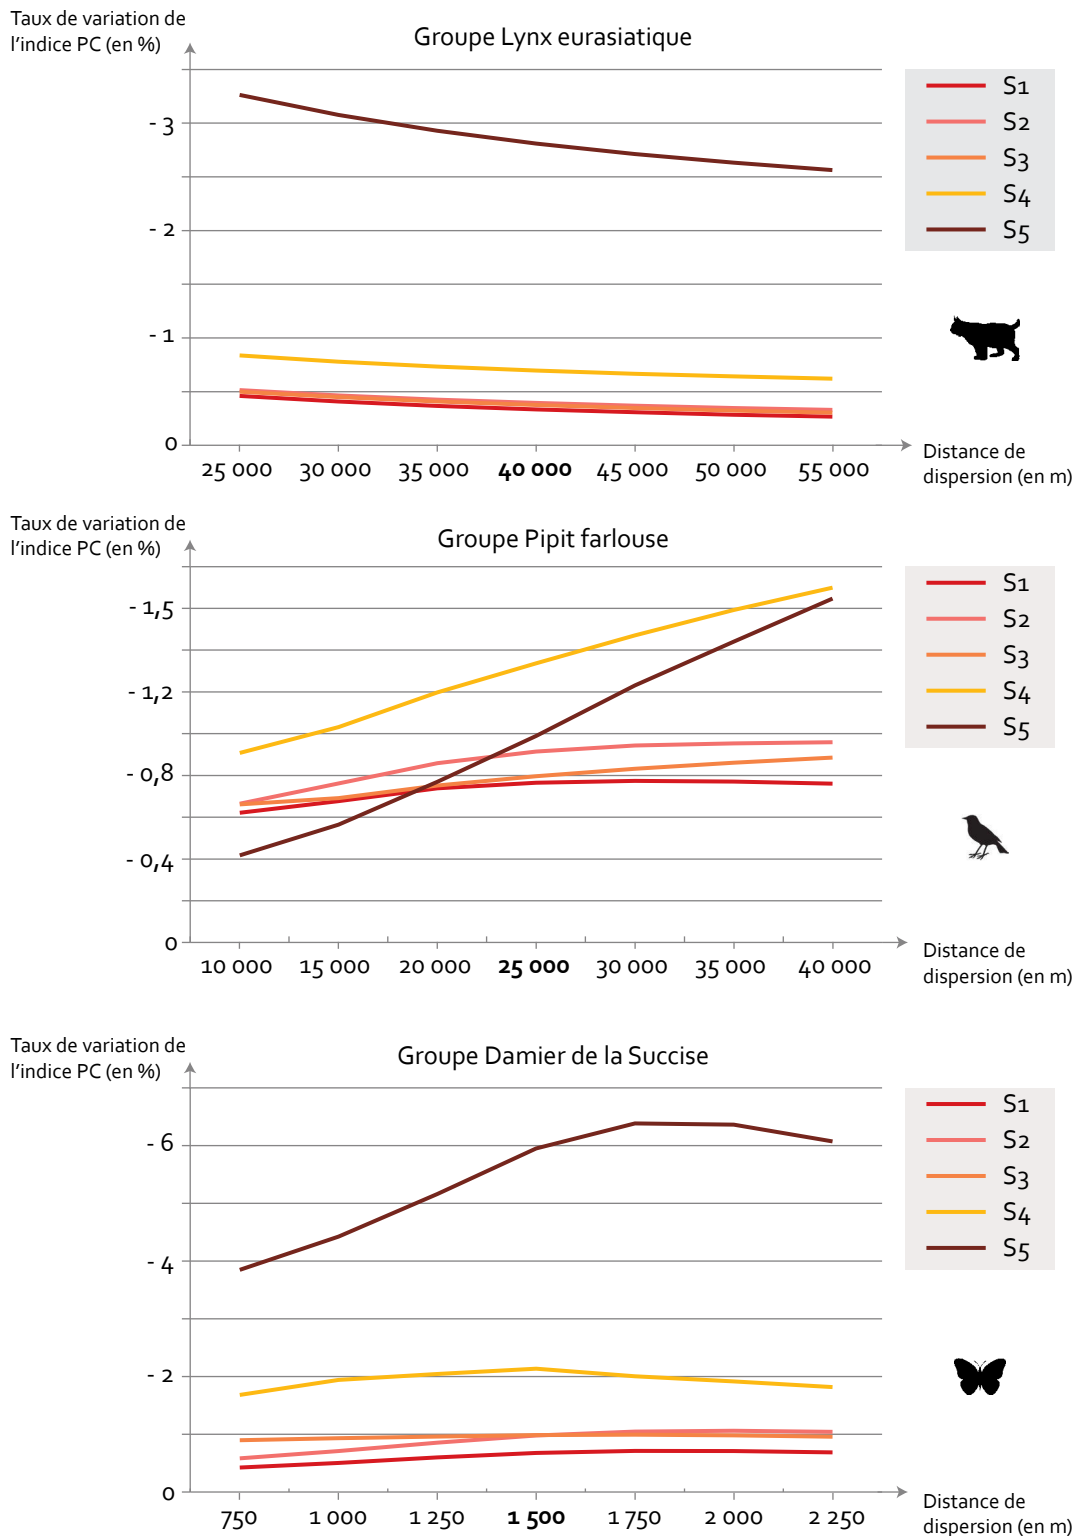 Taux de variation de
l'indice PC (en %)
Groupe Lynx eurasiatique
S1
S2
S3
S4
S5
- 3
- 2
- 1
0
25 000 30 000 35 000 40 000 45 000 50 000 55 000
Distance de
dispersion (en m)
Taux de variation de
l'indice PC (en %)
Groupe Pipit farlouse
S1
S2
S3
S4
S5
- 1,5
- 1,2
- 0,8
- 0,4
0
10 000 15 000 20 000 25 000 30 000 35 000 40 000
Distance de
dispersion (en m)
Taux de variation de
l'indice PC (en %)
Groupe Damier de la Succise
S1
S2
S3
S4
S5
- 6
- 4
- 2
0
750 1 000 1 250 1 500 1 750 2 000 2 250
Distance de
dispersion (en m)